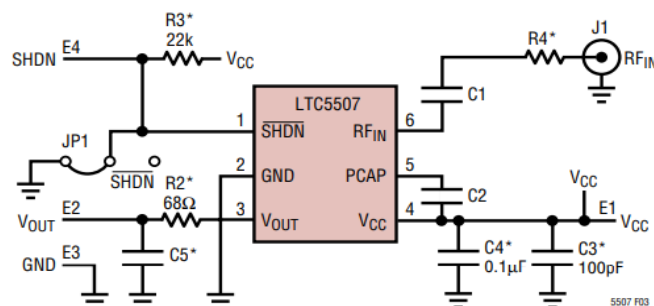 SHDN E4
R3*
22k
VCC
JP1
SHDN
VOUT E2
R2*
68Ω
C5*
GND E3
LTC5507
1 SHDN
2 GND
3 VOUT
RFIN 6
PCAP 5
VCC 4
C1
R4*
J1
RFIN
C2
VCC
E1 VCC
C4*
0.1µF
C3*
100pF
5507 F03